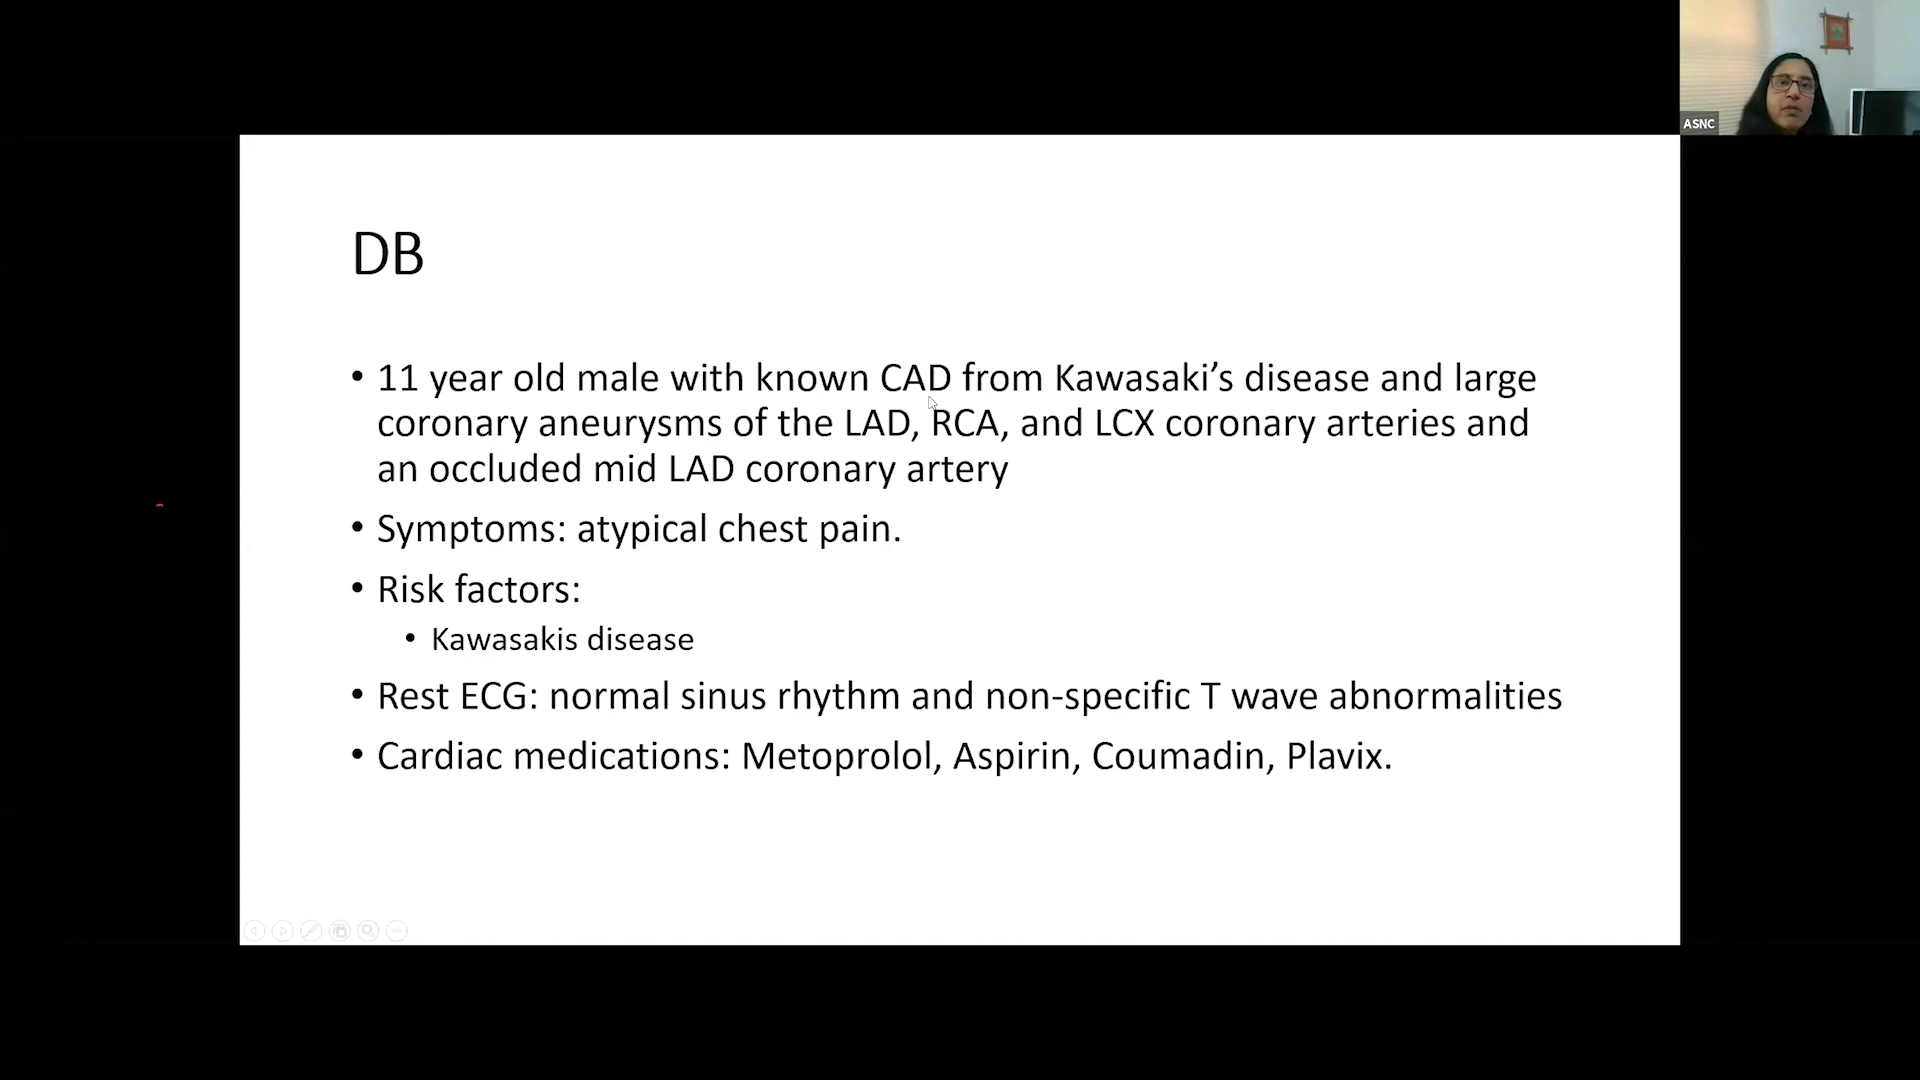 ASNC
DB
• 11 year old male with known CAD from Kawasaki’s disease and large
coronary aneurysms of the LAD, RCA, and LCX coronary arteries and
an occluded mid LAD coronary artery
• Symptoms: atypical chest pain.
• Risk factors:
• Kawasakis disease
• Rest ECG: normal sinus rhythm and non-specific T wave abnormalities
• Cardiac medications: Metoprolol, Aspirin, Coumadin, Plavix.